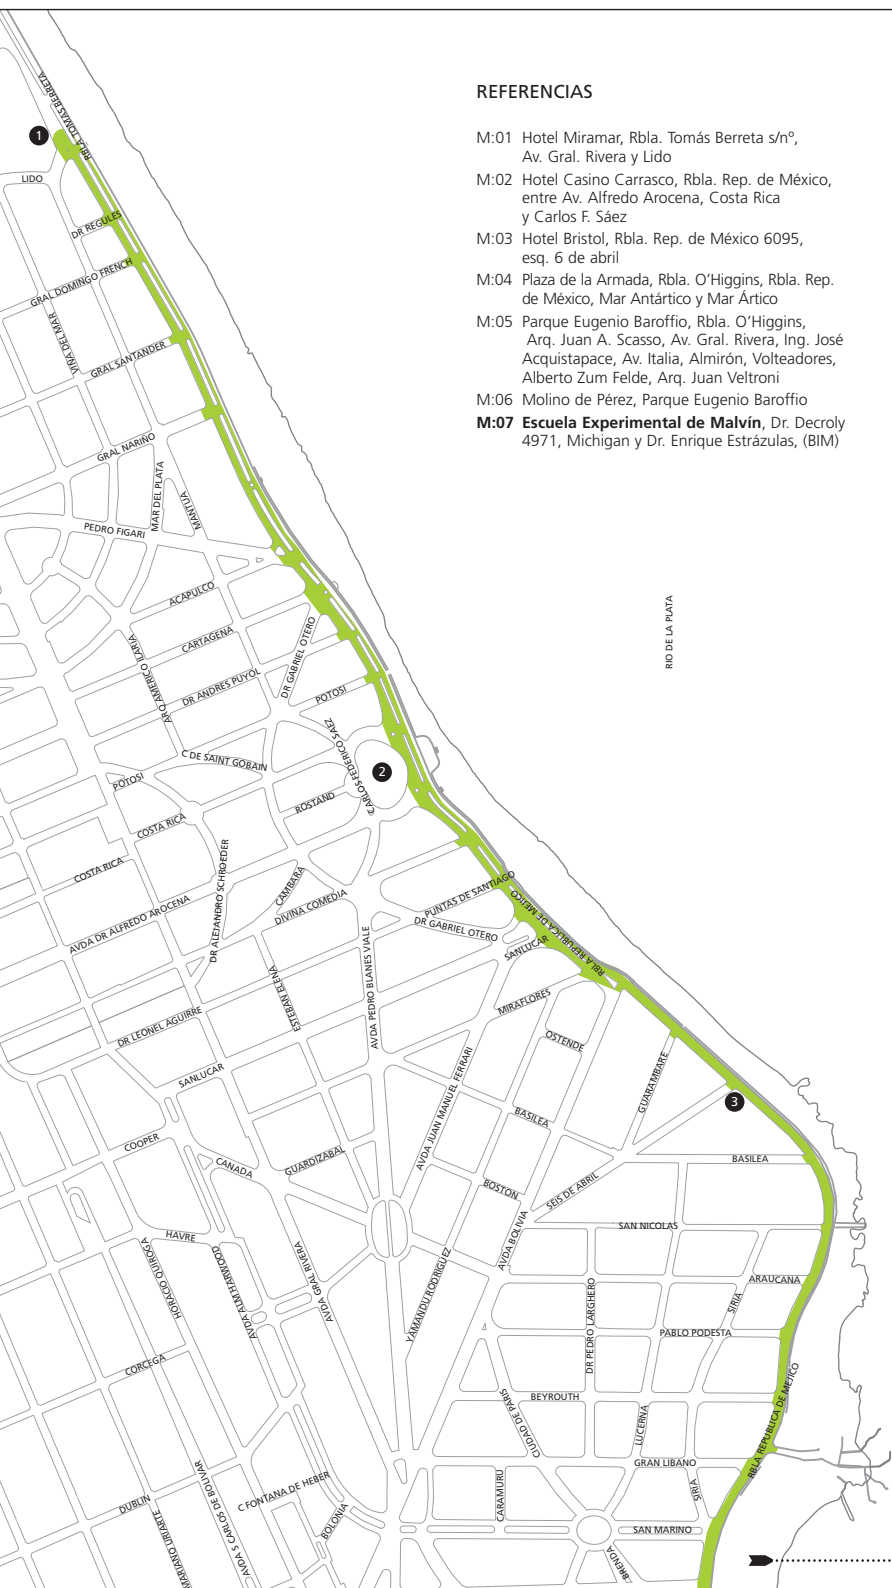 REFERENCIAS
M:01 Hotel Miramar, Rbla. Tomás Berreta s/nº,
Av. Gral. Rivera y Lido
M:02 Hotel Casino Carrasco, Rbla. Rep. de México,
entre Av. Alfredo Arocena, Costa Rica
y Carlos F. Sáez
M:03 Hotel Bristol, Rbla. Rep. de México 6095,
esq. 6 de abril
M:04 Plaza de la Armada, Rbla. O'Higgins, Rbla. Rep.
de México, Mar Antártico y Mar Ártico
M:05 Parque Eugenio Baroffio, Rbla. O'Higgins,
Arq. Juan A. Scasso, Av. Gral. Rivera, Ing. José
Acquistapace, Av. Italia, Almirón, Volteadores,
Alberto Zum Felde, Arq. Juan Veltroni
M:06 Molino de Pérez, Parque Eugenio Baroffio
M:07 Escuela Experimental de Malvín, Dr. Decroly
4971, Michigan y Dr. Enrique Estrázulas, (BIM)
RBLA TOMAS BERRETA
1
LIDO
DR REGULES
GRAL DOMINGO FRENCH
VIÑA DEL MAR
GRAL SANTANDER
GRAL NARIÑO
MAR DEL PLATA
MANTUA
PEDRO FIGARI
ACAPULCO
RIO DE LA PLATA
CARTAGENA
ARQ AMERICO ILARIA
DR GABRIEL OTERO
DR ANDRES PUYOL
POTOSI
CARLOS FEDERICO SAEZ
C DE SAINT GOBAIN
2
POTOSI
ROSTAND
COSTA RICA
COSTA RICA
DR ALEJANDRO SCHROEDER
CAMBARA
PUNTAS DE SANTIAGO
DIVINA COMEDIA
AVDA DR ALFREDO AROCENA
DR GABRIEL OTERO
RBLA REPUBLICA DE MEJICO
SANLUCAR
AVDA PEDRO BLANES VIALE
ESTEBAN ELENA
MIRAFLORES
DR LEONEL AGUIRRE
OSTENDE
SANLUCAR
GUARAMBARE
AVDA JUAN MANUEL FERRARI
3
BASILEA
COOPER
CANADA
GUARDIZABAL
BASILEA
BOSTON
SEIS DE ABRIL
SAN NICOLAS
HAVRE
AVDA BOLIVIA
HORACIO QUIROGA
AVDA ALM HARWOOD
AVDA GRAL RIVERA
YAMANDU RODRIGUEZ
ARAUCANA
SIRIA
DR PEDRO LARGHERO
PABLO PODESTA
CORCEGA
BEYROUTH
CIUDAD DE PARIS
LUCERNA
RBLA REPUBLICA DE MEJICO
GRAN LIBANO
SIRIA
CARAMURU
C FONTANA DE HEBER
DUBLIN
BOLONIA
AVDA S CARLOS DE BOLIVAR
MARIANO URIARTE
SAN MARINO
BRENDA